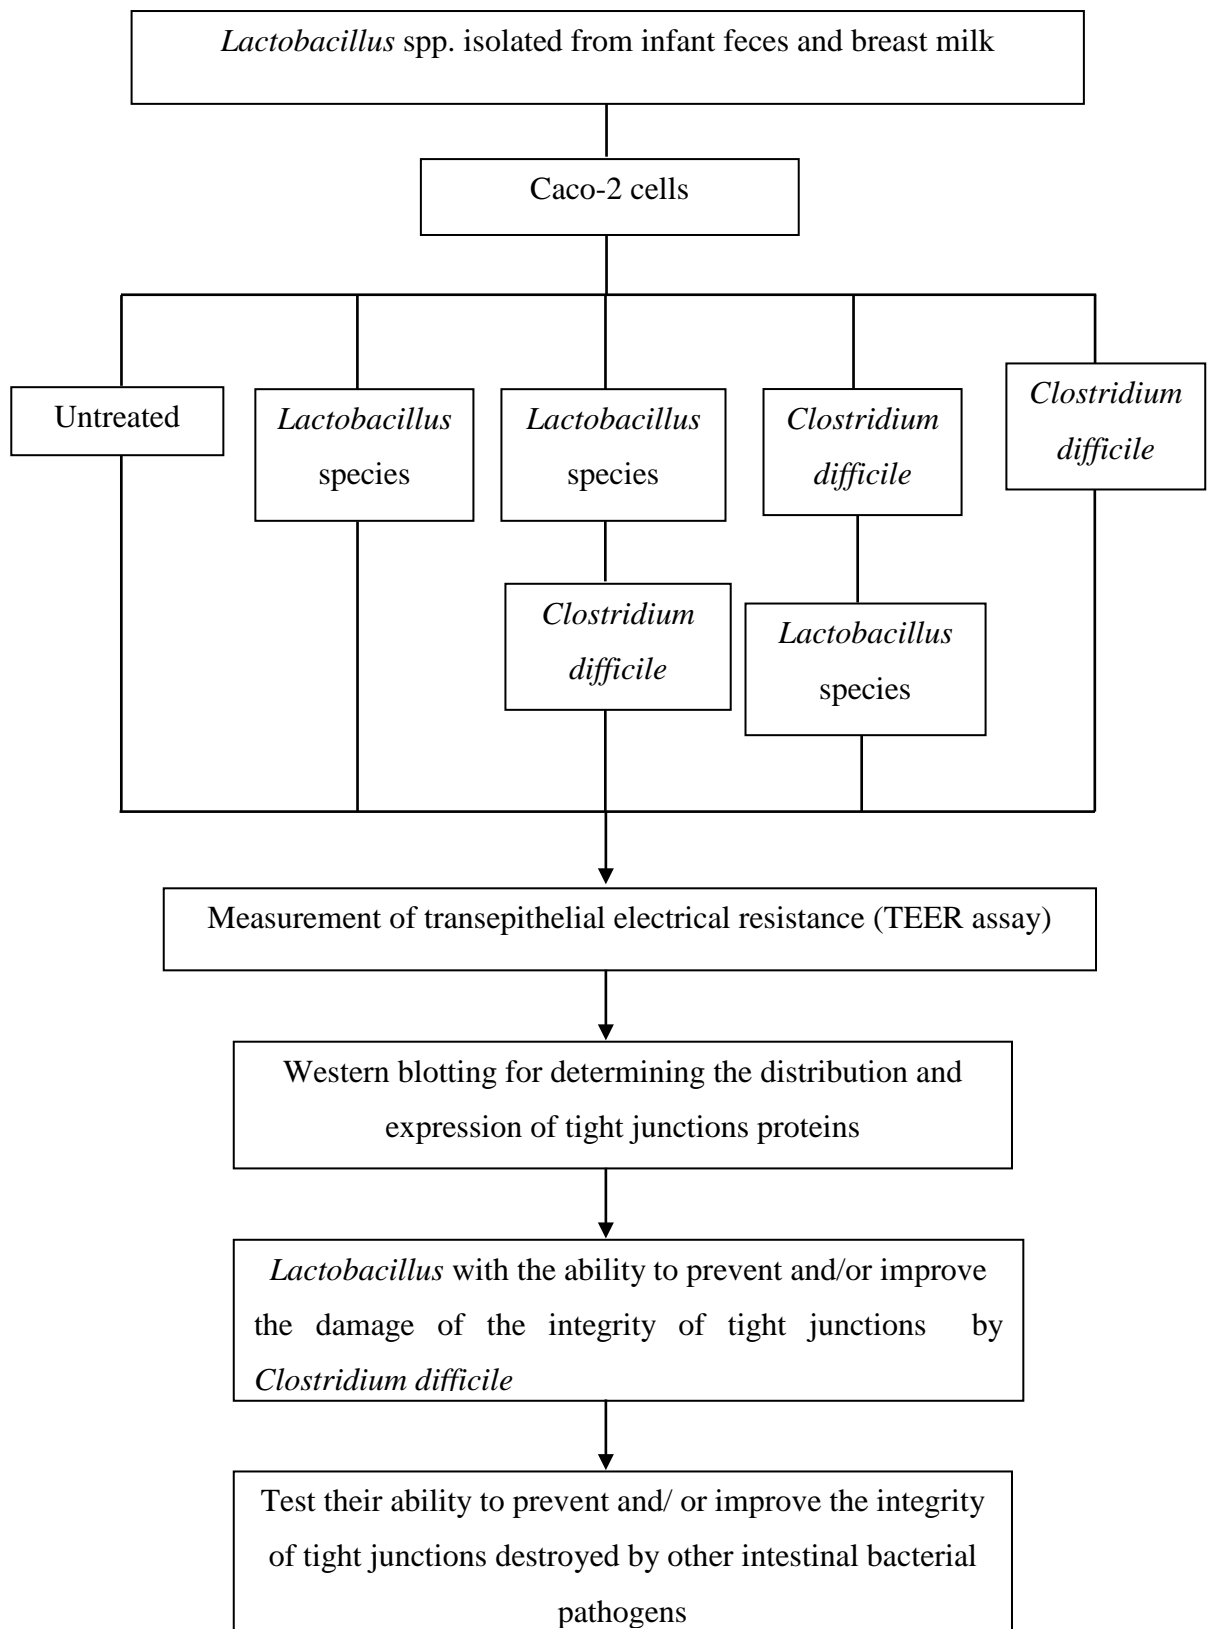 Lactobacillus spp. isolated from infant feces and breast milk
Caco-2 cells
Untreated
Lactobacillus
species
Lactobacillus
species
Clostridium
difficile
Clostridium
difficile
Clostridium
difficile
Lactobacillus
species
Measurement of transepithelial electrical resistance (TEER assay)
Western blotting for determining the distribution and
expression of tight junctions proteins
Lactobacillus with the ability to prevent and/or improve
the damage of the integrity of tight junctions by
Clostridium difficile
Test their ability to prevent and/ or improve the integrity
of tight junctions destroyed by other intestinal bacterial
pathogens